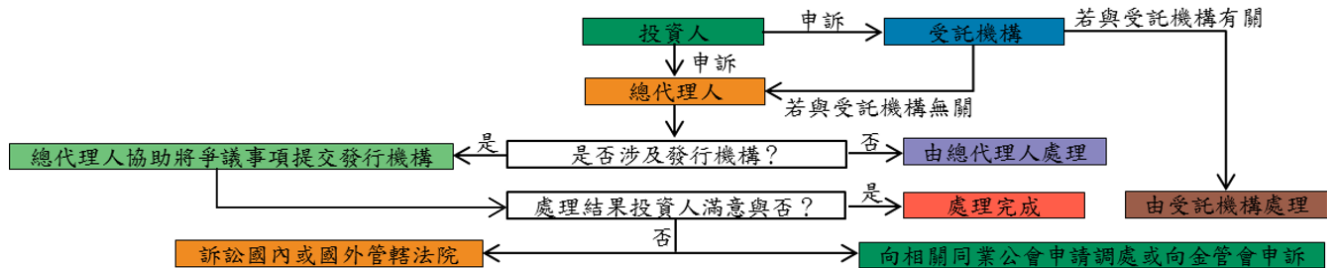 投資人
申訴
受託機構
若與受託機構有關
申訴
總代理人
若與受託機構無關
總代理人協助將爭議事項提交發行機構
是
是否涉及發行機構？
否
由總代理人處理
處理結果投資人滿意與否？
是
處理完成
由受託機構處理
否
訴訟國內或國外管轄法院
向相關同業公會申請調處或向金管會申訴